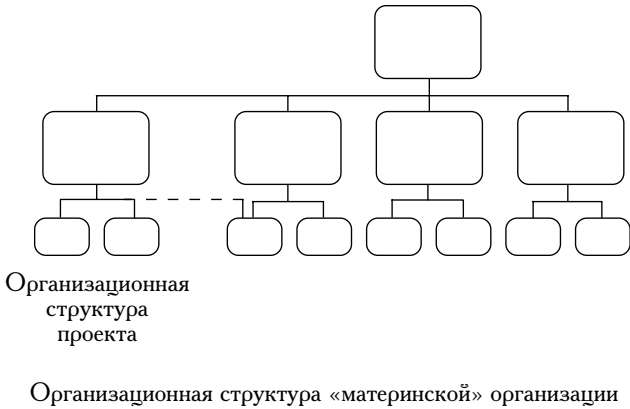 Организационная
структура
проекта
Организационная структура «материнской» организации